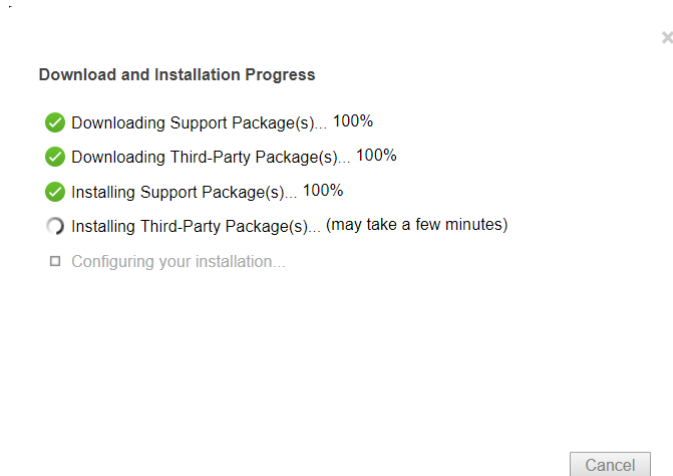 Download and Installation Progress
Downloading Support Package(s)... 100%
Downloading Third-Party Package(s)... 100%
Installing Support Package(s)... 100%
Installing Third-Party Package(s)... (may take a few minutes)
Configuring your installation...
Cancel